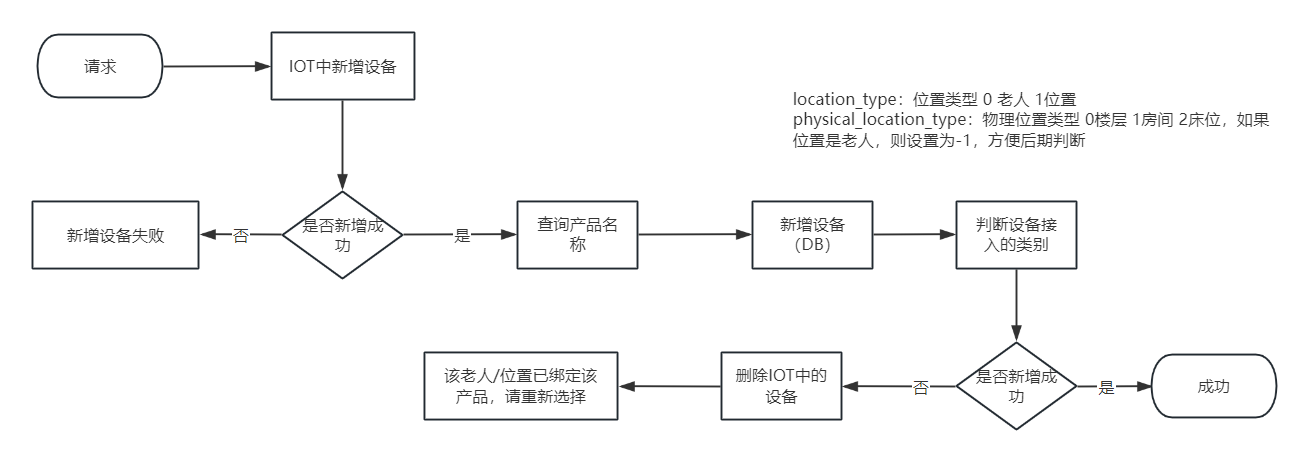 请求
IOT中新增设备
location_type：位置类型 0 老人 1位置
physical_location_type：物理位置类型 0楼层 1房间 2床位，如果
位置是老人，则设置为-1，方便后期判断
新增设备失败
否
是否新增成
功
是
查询产品名
称
新增设备
（DB）
判断设备接
入的类别
该老人/位置已绑定该
产品，请重新选择
删除IOT中的
设备
否
是否新增成
功
是
成功